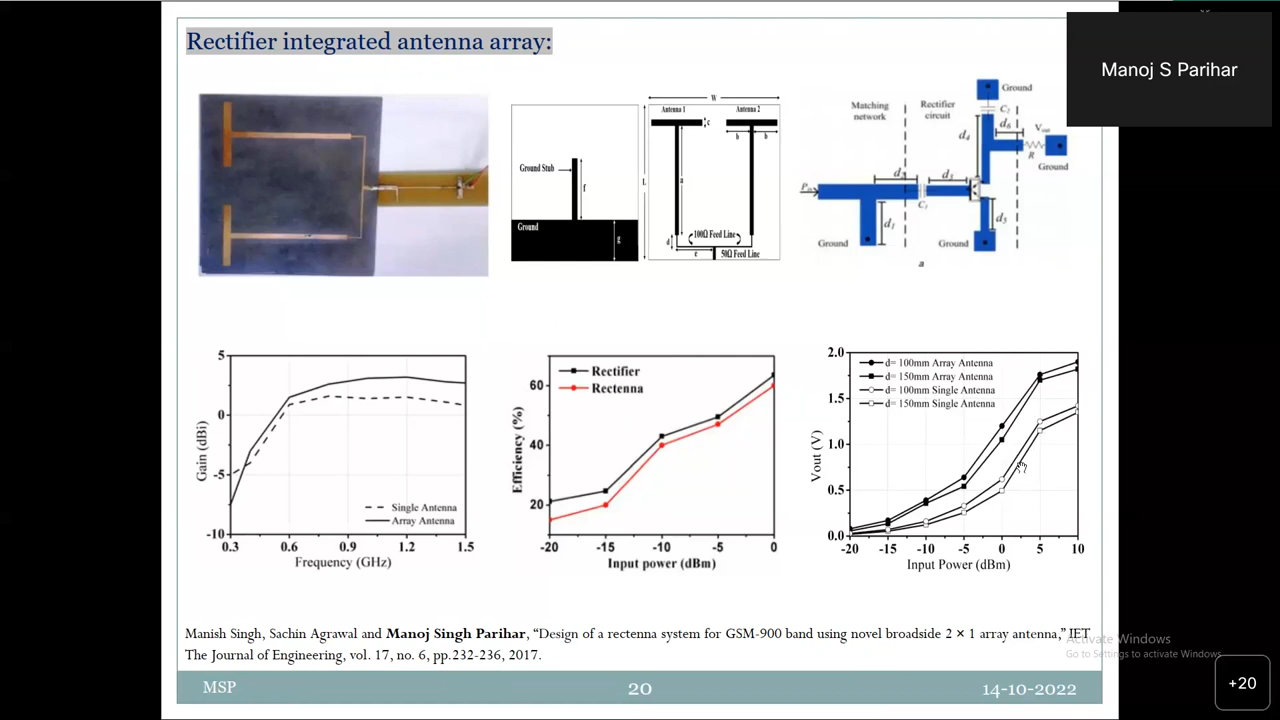 Rectifier integrated antenna array:
Manoj S Parihar
Ground Stub
f
Ground
g
W
Antenna 1
Antenna 2
c
b
b
L
a
d
100Ω Feed Line
e
50Ω Feed Line
Matching
network
Rectifier
circuit
Ground
C2
d6
Vout
d4
R
Ground
Pin
d2
d3
C1
d1
d5
Ground
Ground
a
5
0
-5
-10
Gain (dBi)
Single Antenna
Array Antenna
0.3 0.6 0.9 1.2 1.5
Frequency (GHz)
Rectifier
Rectenna
60
40
20
Efficiency (%)
-20 -15 -10 -5 0
Input power (dBm)
2.0
1.5
1.0
0.5
0.0
Vout (V)
d= 100mm Array Antenna
d= 150mm Array Antenna
d= 100mm Single Antenna
d= 150mm Single Antenna
-20 -15 -10 -5 0 5 10
Input Power (dBm)
Manish Singh, Sachin Agrawal and Manoj Singh Parihar, “Design of a rectenna system for GSM-900 band using novel broadside 2 × 1 array antenna,” IET
The Journal of Engineering, vol. 17, no. 6, pp.232-236, 2017.
Activate Windows
Go to Settings to activate Windows.
MSP
20
14-10-2022
+20